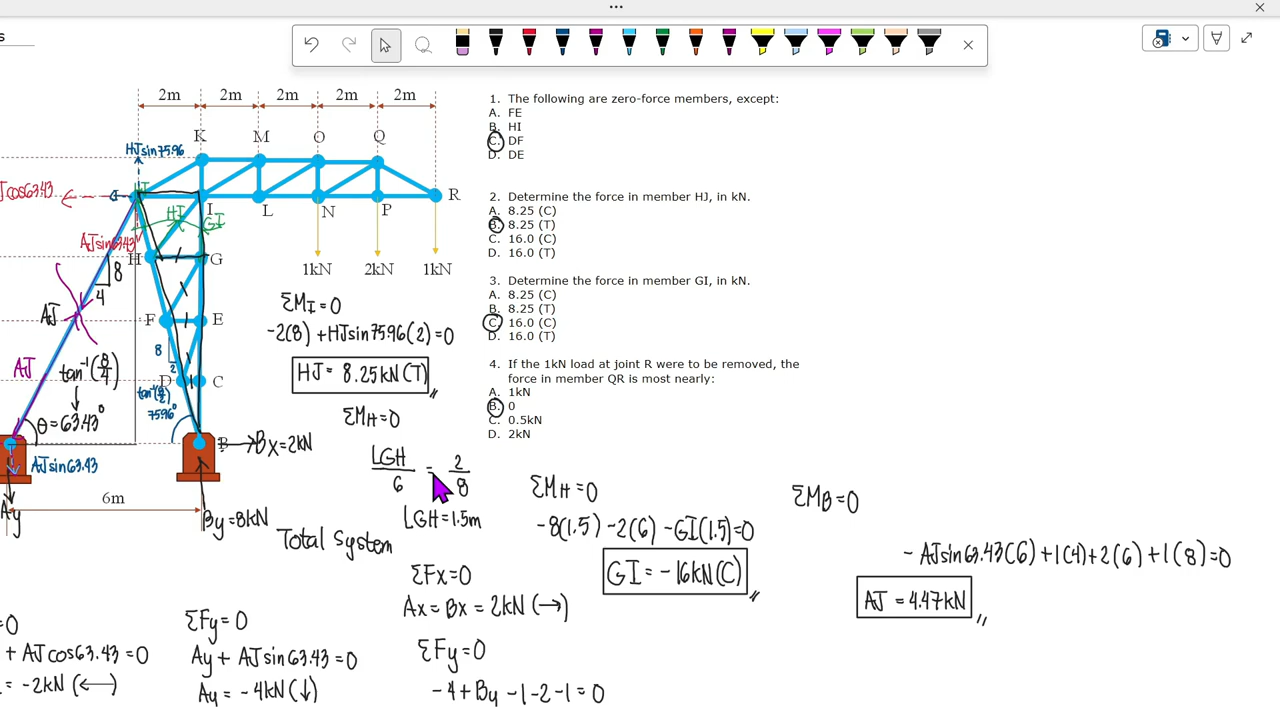 s
2m 2m 2m 2m 2m
K M O Q
HJsin75.96
Jcos63.43
HJ
I L N P R
HI GI
AJsin63.43
H G
8
4
1kN 2kN 1kN
AJ
F E
8
2
AJ
tan⁻¹(8/4)
D C
tan⁻¹(8/2)
75.96°
θ = 63.43°
B
Bx = 2kN
AJsin63.43
6m
Ay
By = 8kN
1. The following are zero-force members, except:
A. FE
B. HI
C. DF
D. DE
2. Determine the force in member HJ, in kN.
A. 8.25 (C)
B. 8.25 (T)
C. 16.0 (C)
D. 16.0 (T)
3. Determine the force in member GI, in kN.
A. 8.25 (C)
B. 8.25 (T)
C. 16.0 (C)
D. 16.0 (T)
4. If the 1kN load at joint R were to be removed, the
force in member QR is most nearly:
A. 1kN
B. 0
C. 0.5kN
D. 2kN
ΣMI = 0
-2(8) + HJsin75.96(2) = 0
HJ = 8.25kN(T)
ΣMH = 0
LGH/6 = 2/8
LGH = 1.5m
Total System
ΣFx = 0
Ax = Bx = 2kN (→)
ΣFy = 0
-4 + By -1 -2 -1 = 0
ΣMH = 0
-8(1.5) -2(6) - GI(1.5) = 0
GI = -16kN(C)
ΣMB = 0
- AJsin63.43(6) + 1(4) + 2(6) + 1(8) = 0
AJ = 4.47kN
= 0
+ AJcos63.43 = 0
= -2kN (←)
ΣFy = 0
Ay + AJsin63.43 = 0
Ay = -4kN(↓)